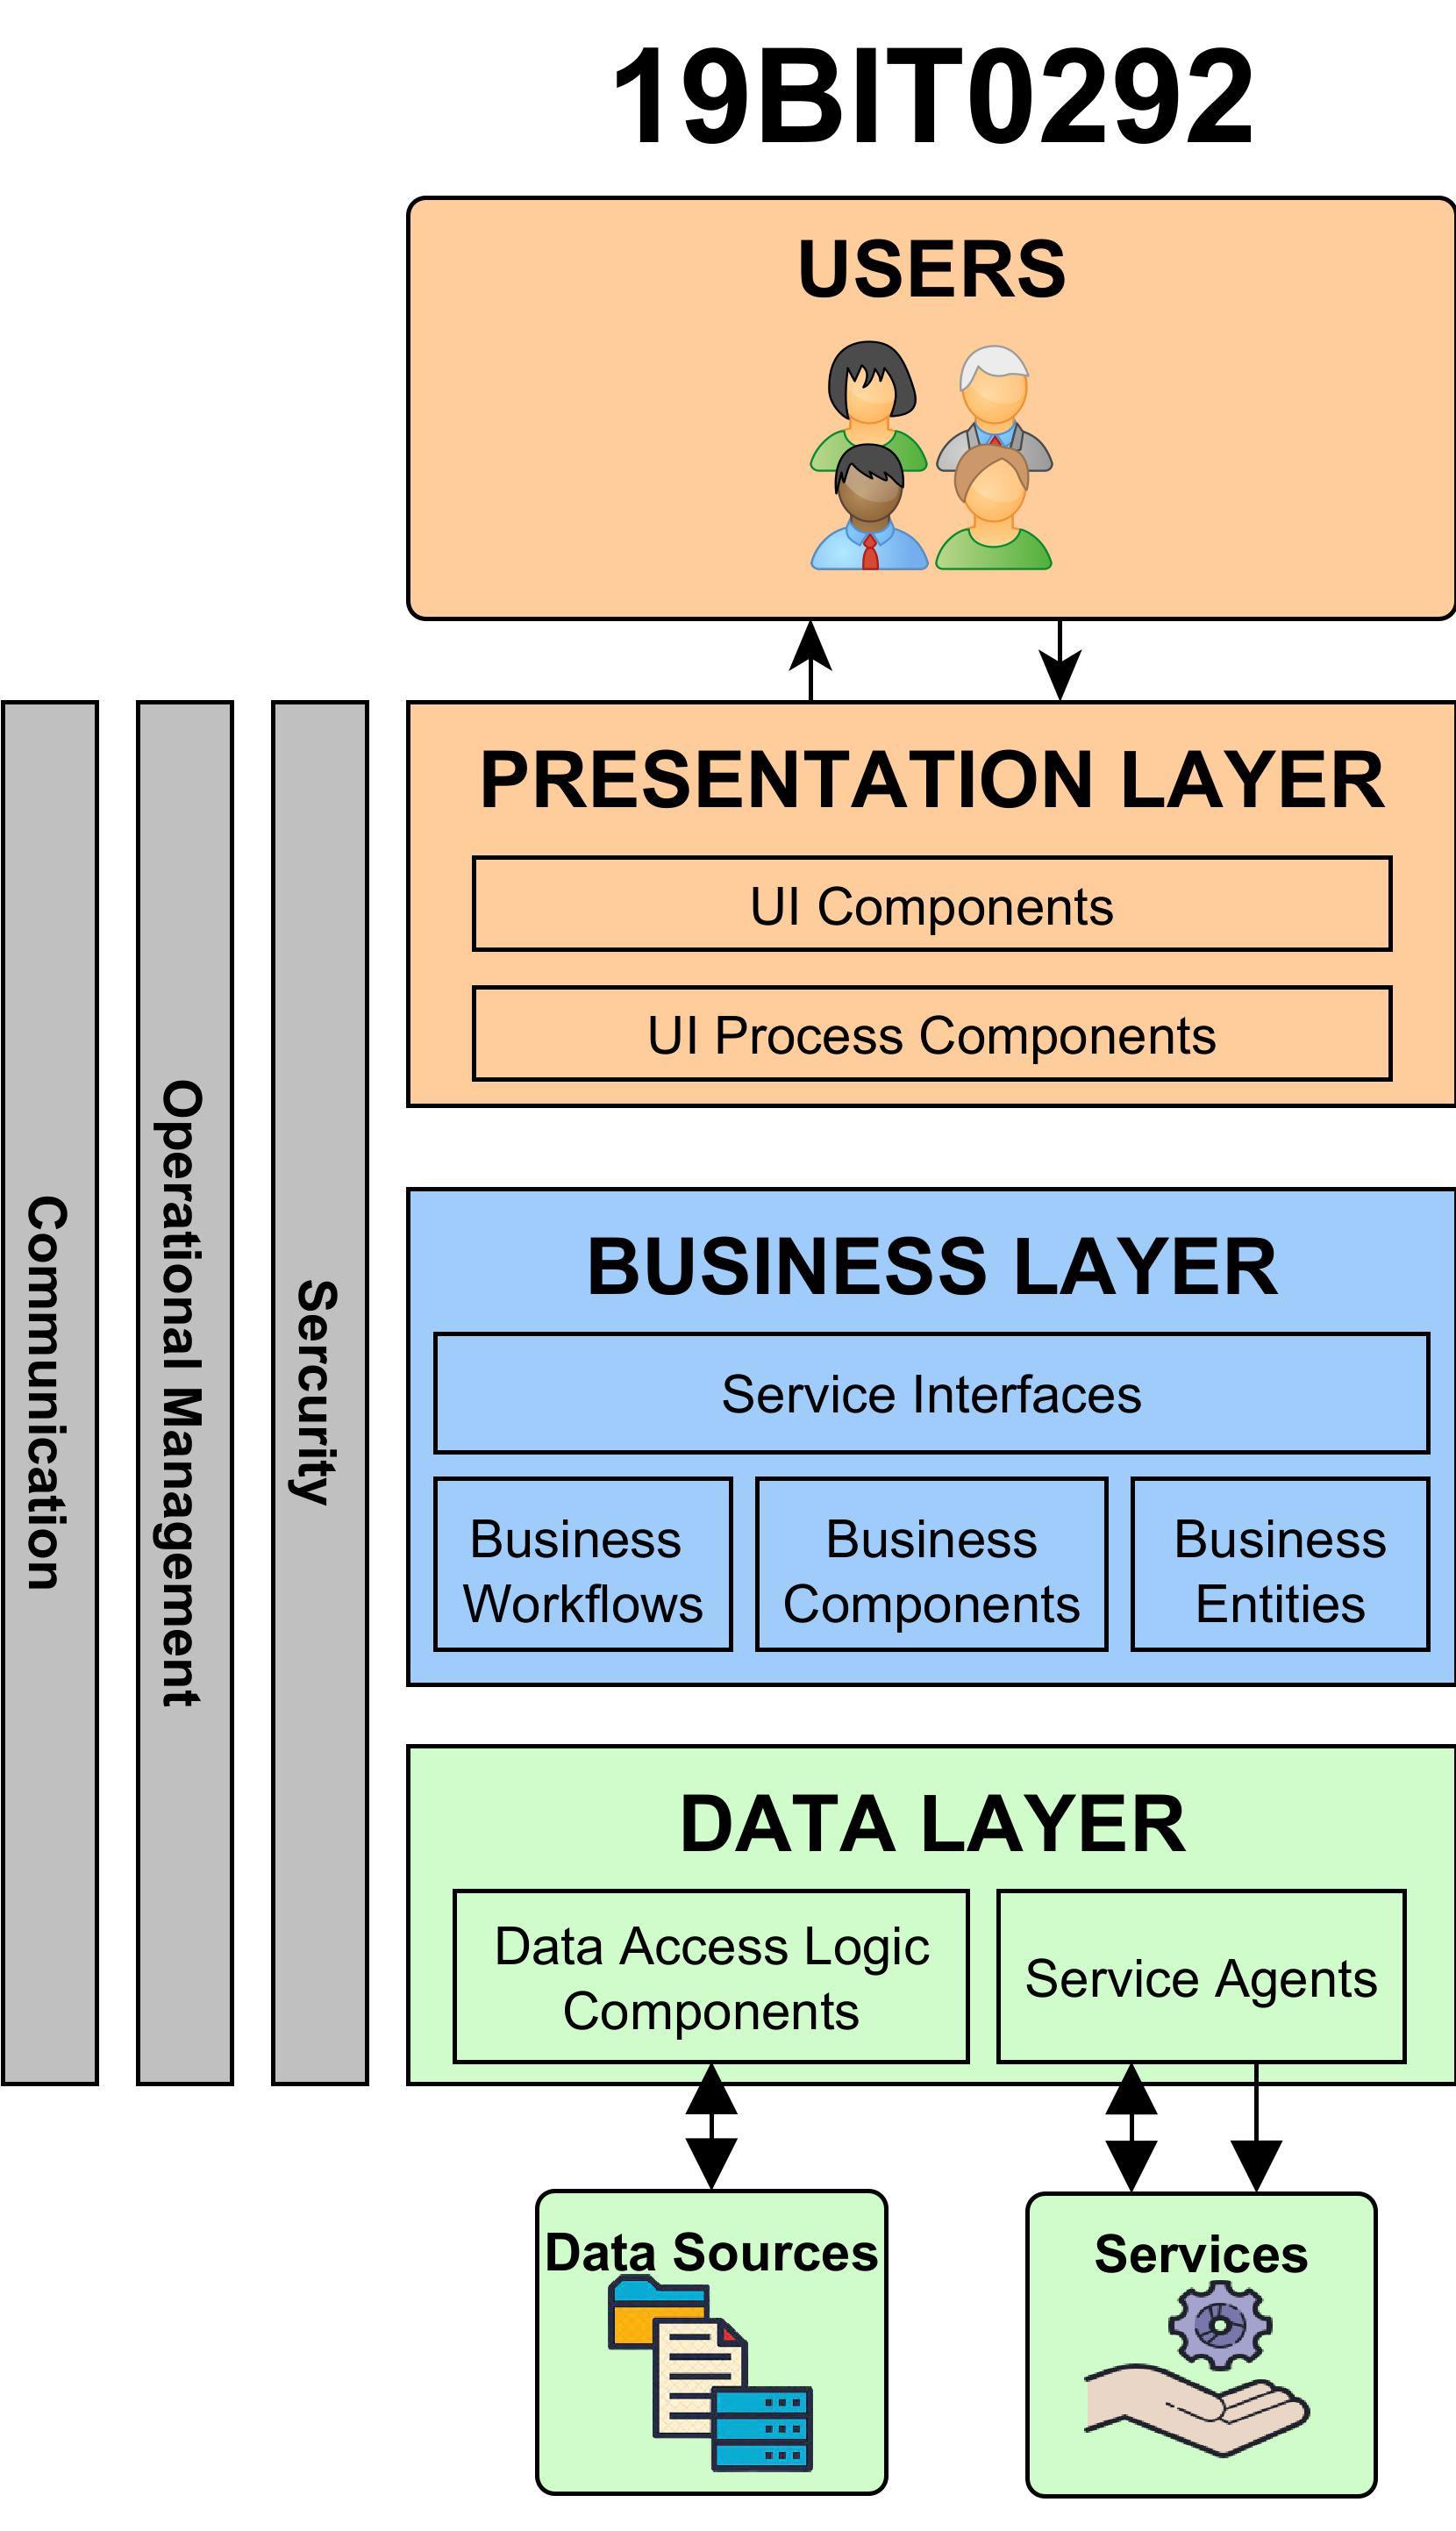 19BIT0292
USERS
PRESENTATION LAYER
UI Components
UI Process Components
Communication
Operational Management
Sercurity
BUSINESS LAYER
Service Interfaces
Business
Workflows
Business
Components
Business
Entities
DATA LAYER
Data Access Logic
Components
Service Agents
Data Sources
Services